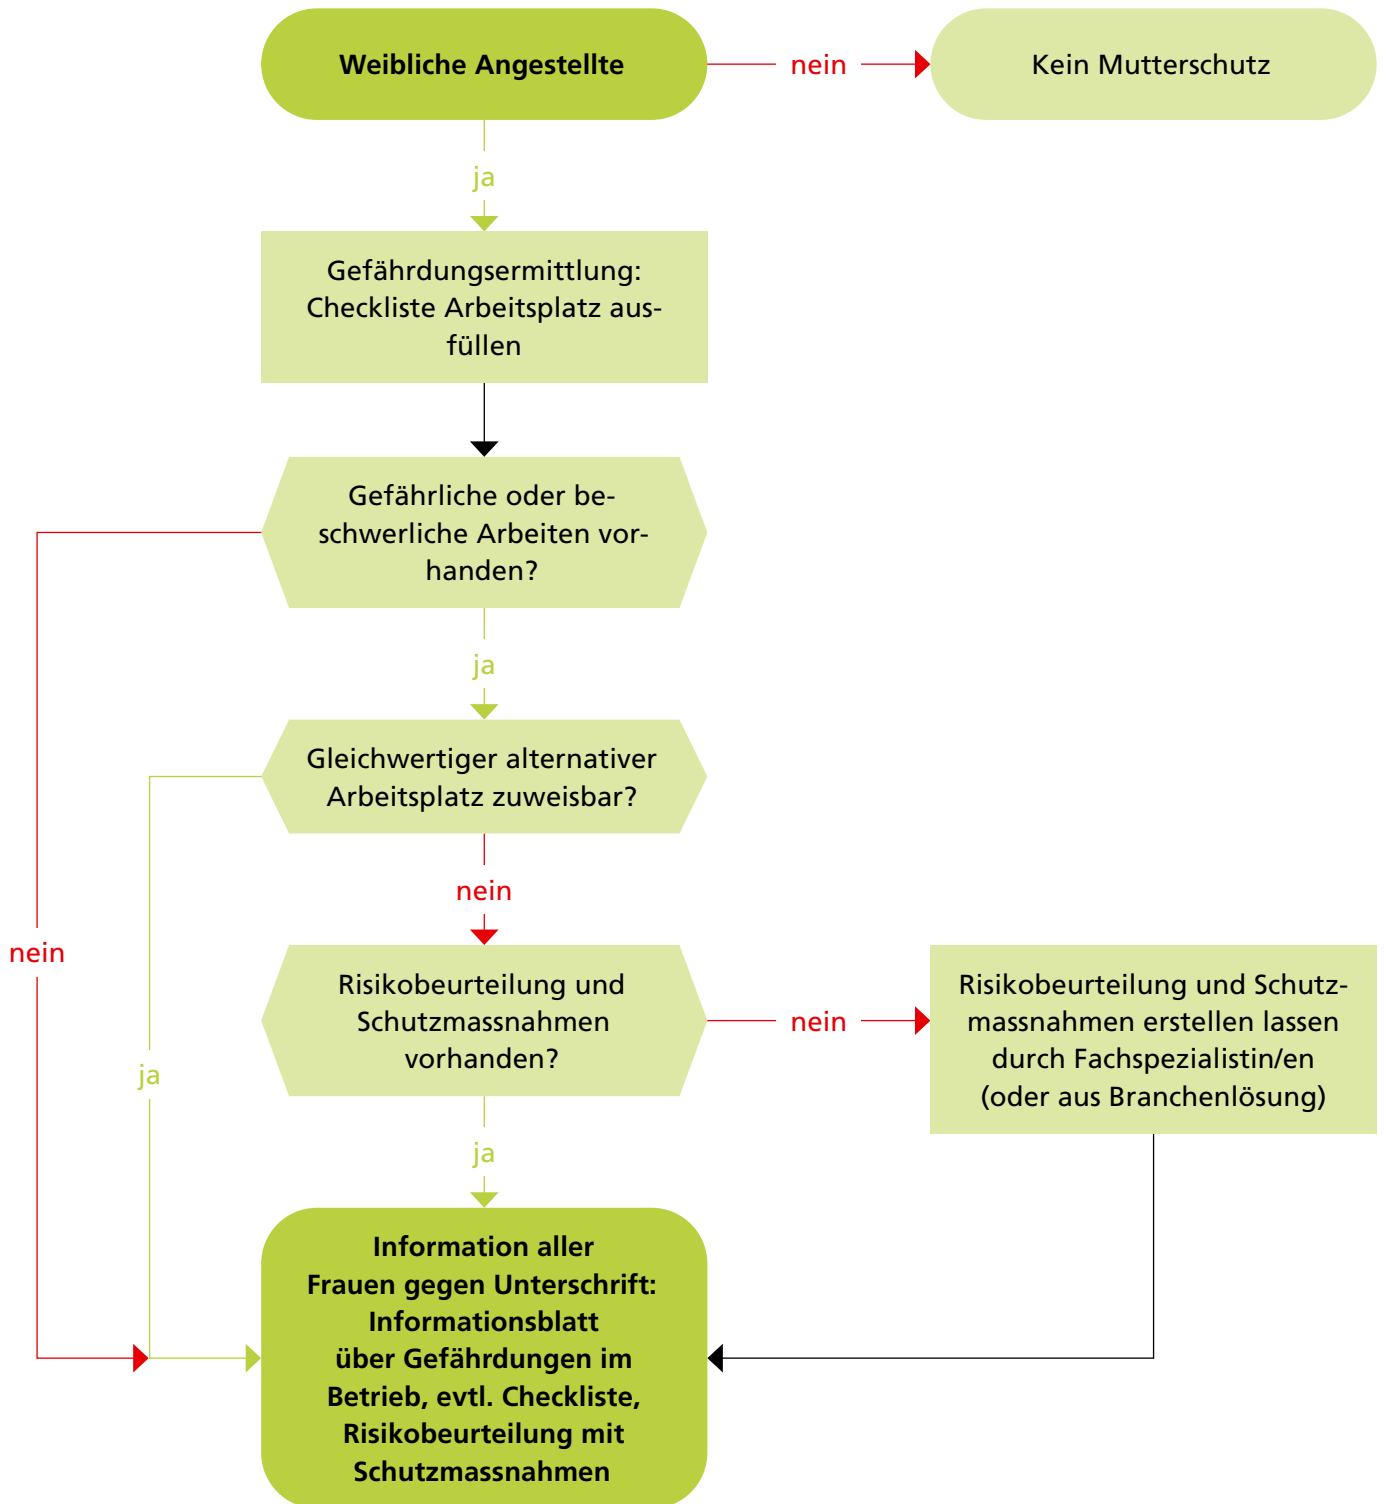 Weibliche Angestellte
nein
Kein Mutterschutz
ja
Gefährdungsermittlung:
Checkliste Arbeitsplatz aus-
füllen
Gefährliche oder be-
schwerliche Arbeiten vor-
handen?
ja
Gleichwertiger alternativer
Arbeitsplatz zuweisbar?
nein
nein
Risikobeurteilung und
Schutzmassnahmen
vorhanden?
nein
Risikobeurteilung und Schutz-
massnahmen erstellen lassen
durch Fachspezialistin/en
(oder aus Branchenlösung)
ja
ja
Information aller
Frauen gegen Unterschrift:
Informationsblatt
über Gefährdungen im
Betrieb, evtl. Checkliste,
Risikobeurteilung mit
Schutzmassnahmen